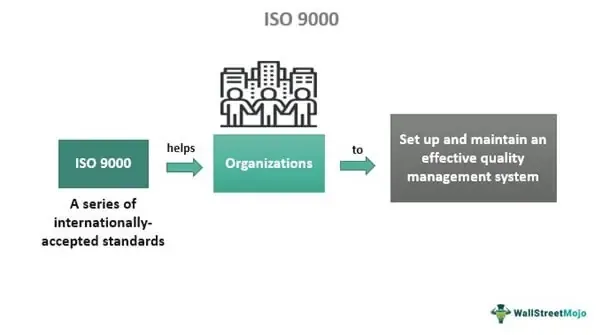 ISO 9000
ISO 9000
helps
Organizations
to
Set up and maintain an
effective quality
management system
A series of
internationally-
accepted standards
WallStreetMojo